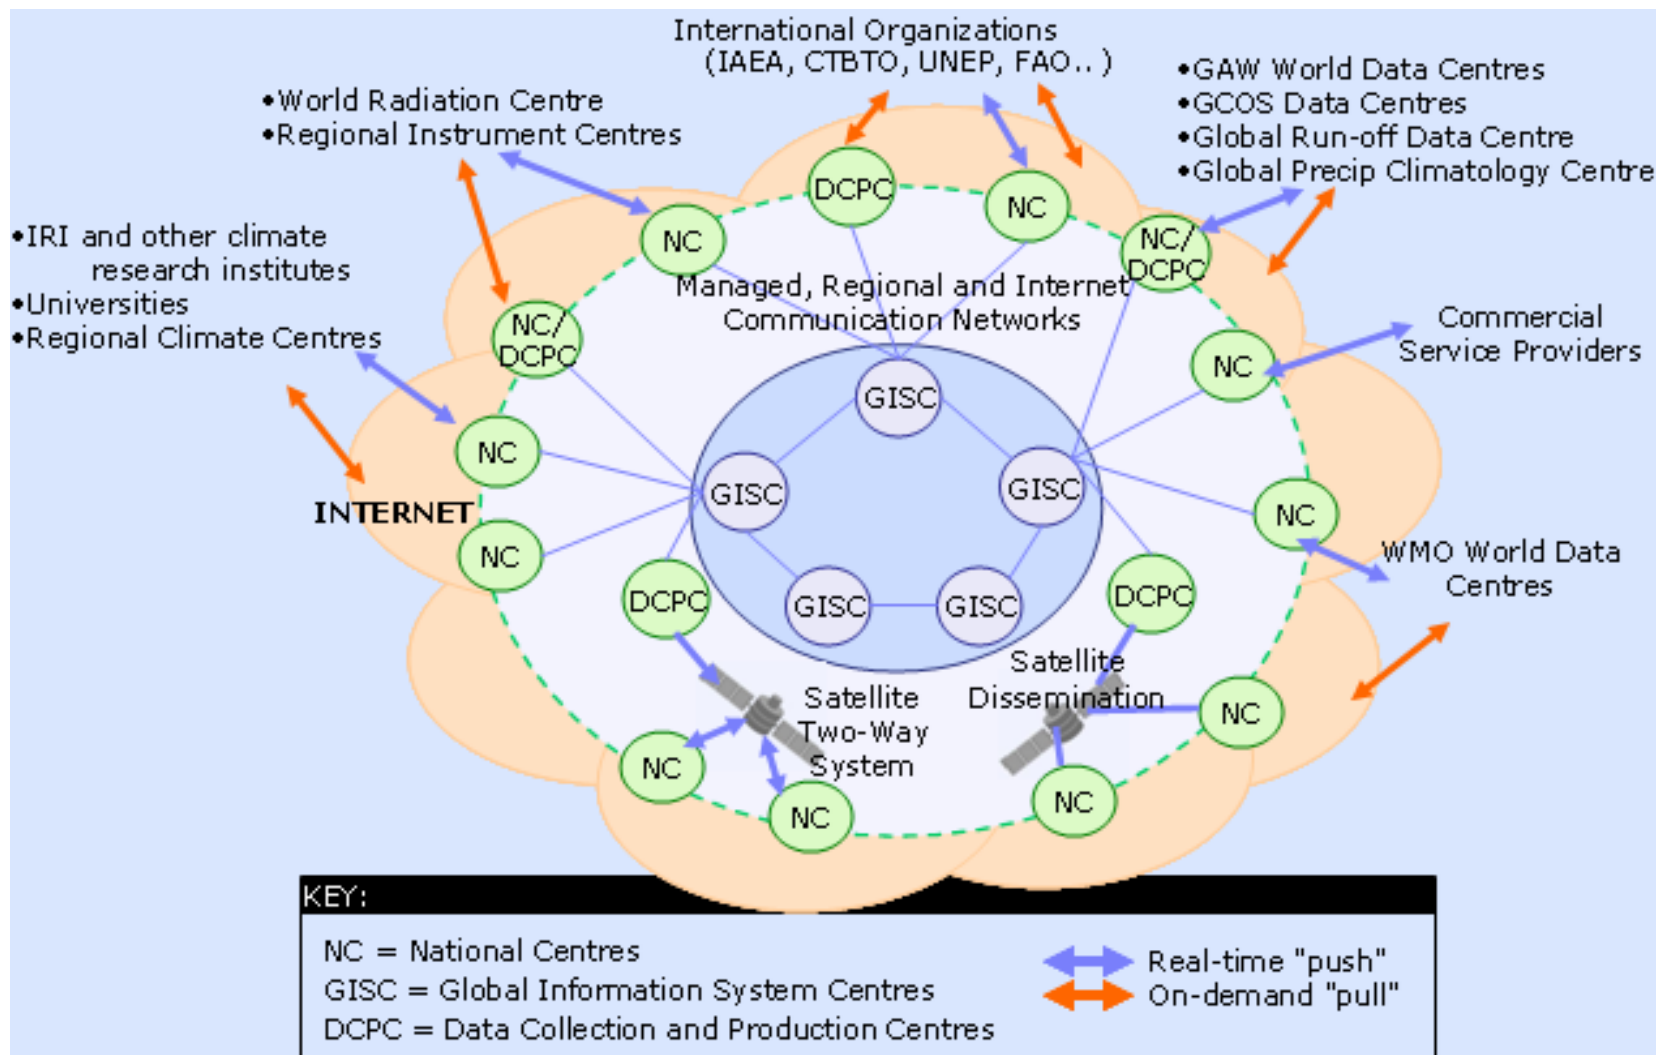 International Organizations
(IAEA, CTBTO, UNEP, FAO.. )
•World Radiation Centre
•Regional Instrument Centres
•GAW World Data Centres
•GCOS Data Centres
•Global Run-off Data Centre
•Global Precip Climatology Centre
•IRI and other climate
research institutes
•Universities
•Regional Climate Centres
DCPC
NC
NC
NC/
DCPC
NC/
DCPC
Managed, Regional and Internet
Communication Networks
Commercial
Service Providers
NC
GISC
NC
GISC
GISC
INTERNET
NC
NC
WMO World Data
Centres
DCPC
GISC
GISC
DCPC
Satellite
Two-Way
System
Satellite
Dissemination
NC
NC
NC
NC
KEY:
NC = National Centres
GISC = Global Information System Centres
DCPC = Data Collection and Production Centres
Real-time "push"
On-demand "pull"